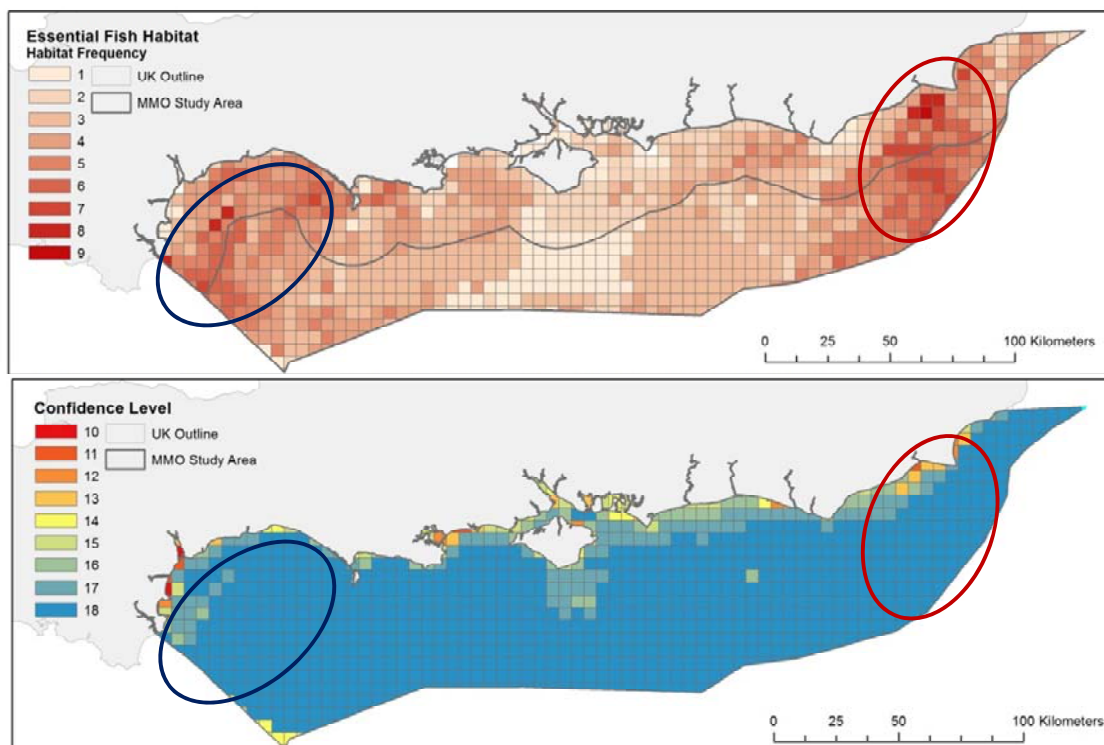 Essential Fish Habitat
Habitat Frequency
1 UK Outline
2
3 MMO Study Area
4
5
6
7
8
9
0 25 50 100 Kilometers
Confidence Level
10
11 UK Outline
12 MMO Study Area
13
14
15
16
17
18
0 25 50 100 Kilometers